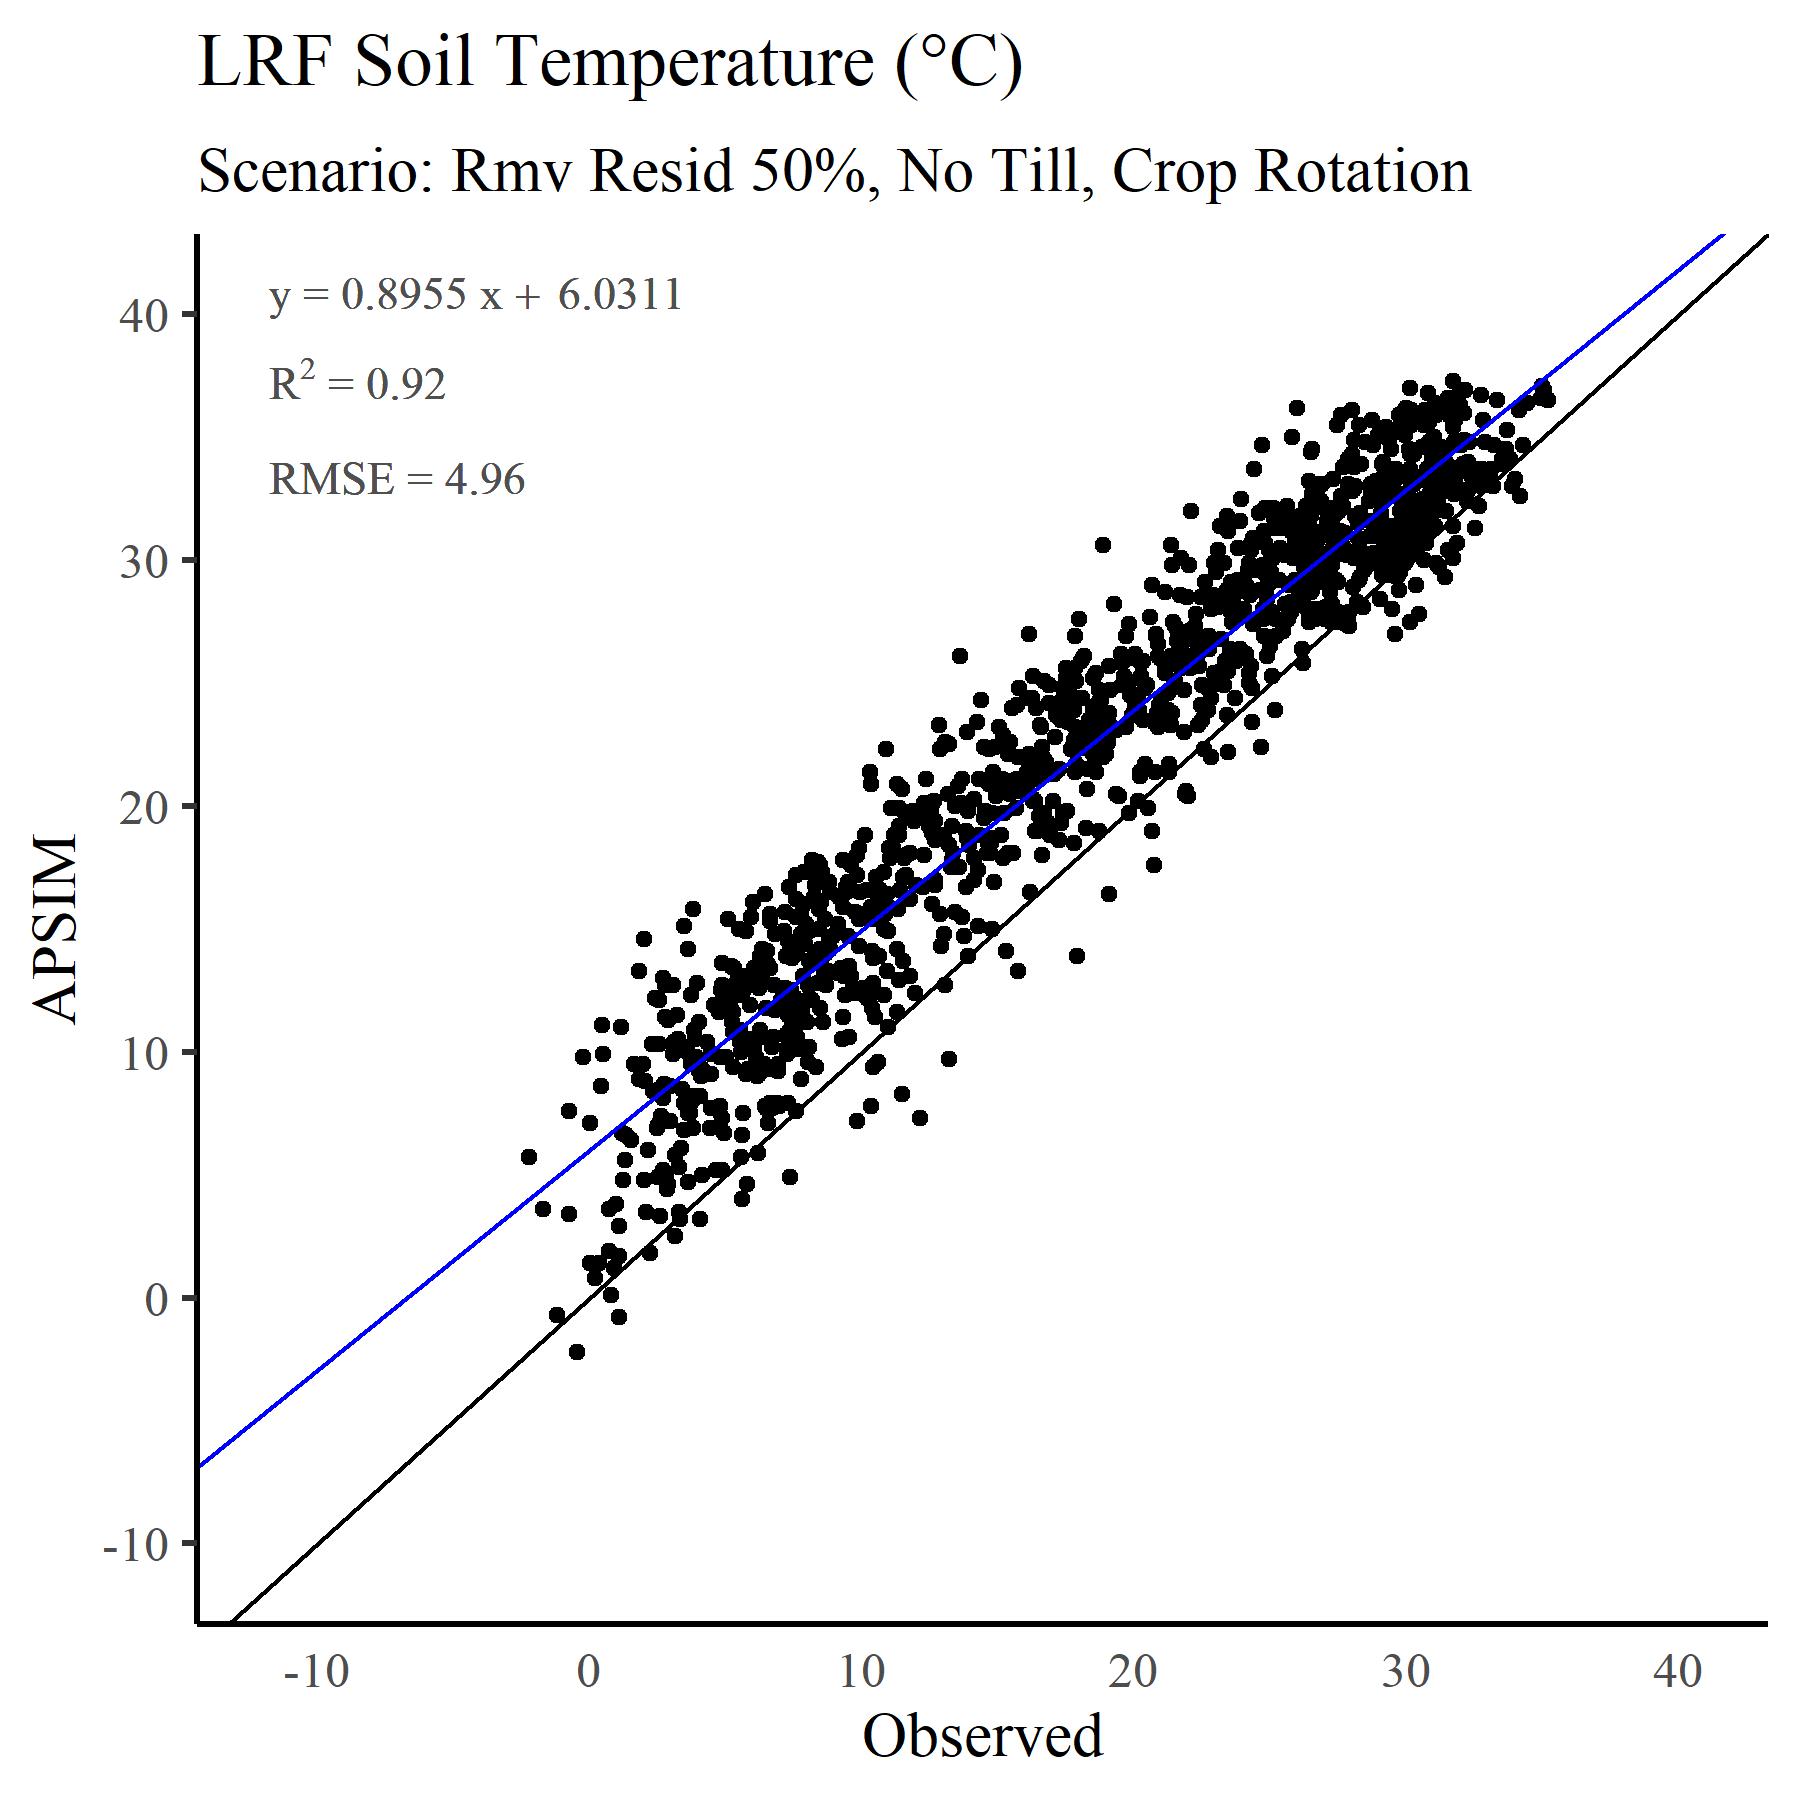 LRF Soil Temperature (°C)
Scenario: Rmv Resid 50%, No Till, Crop Rotation
y = 0.8955 x + 6.0311
R² = 0.92
RMSE = 4.96
40
30
20
10
0
-10
APSIM
-10 0 10 20 30 40
Observed